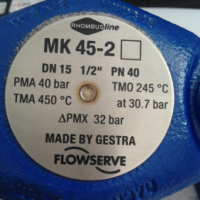 RHOMBUSline
MK 45-2 □
DN 15 1/2" PN 40
PMA 40 bar TMO 245 °C
TMA 450 °C at 30.7 bar
ΔPMX 32 bar
MADE BY GESTRA
FLOWSERVE